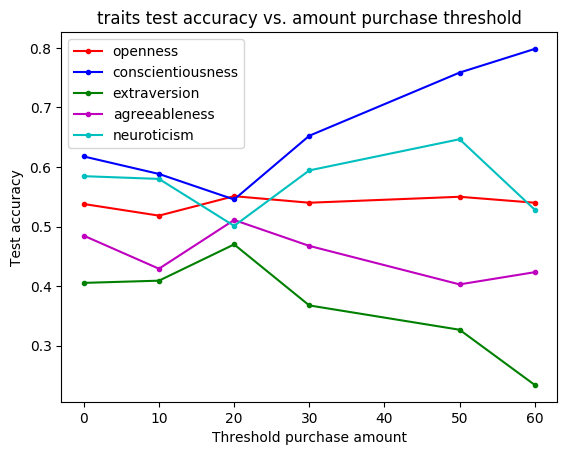 traits test accuracy vs. amount purchase threshold
openness
conscientiousness
extraversion
agreeableness
neuroticism
Test accuracy
0.8
0.7
0.6
0.5
0.4
0.3
0 10 20 30 40 50 60
Threshold purchase amount